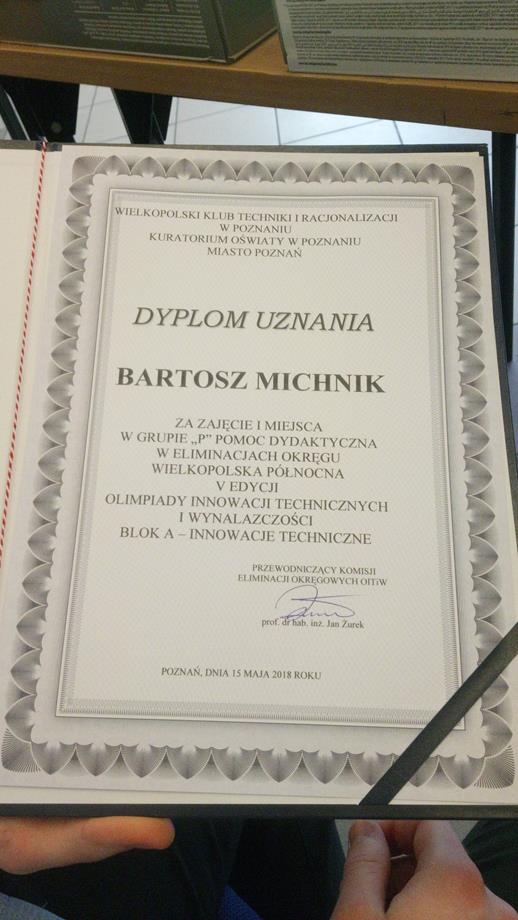 WIELKOPOLSKI KLUB TECHNIKI I RACJONALIZACJI
W POZNANIU
KURATORIUM OŚWIATY W POZNANIU
MIASTO POZNAŃ
DYPLOM UZNANIA
BARTOSZ MICHNIK
ZA ZAJĘCIE I MIEJSCA
W GRUPIE „P” POMOC DYDAKTYCZNA
W ELIMINACJACH OKRĘGU
WIELKOPOLSKA PÓŁNOCNA
V EDYCJI
OLIMPIADY INNOWACJI TECHNICZNYCH
I WYNALAZCZOŚCI
BLOK A – INNOWACJE TECHNICZNE
PRZEWODNICZĄCY KOMISJI
ELIMINACJI OKRĘGOWYCH OITiW
prof. dr hab. inż. Jan Żurek
POZNAŃ, DNIA 15 MAJA 2018 ROKU